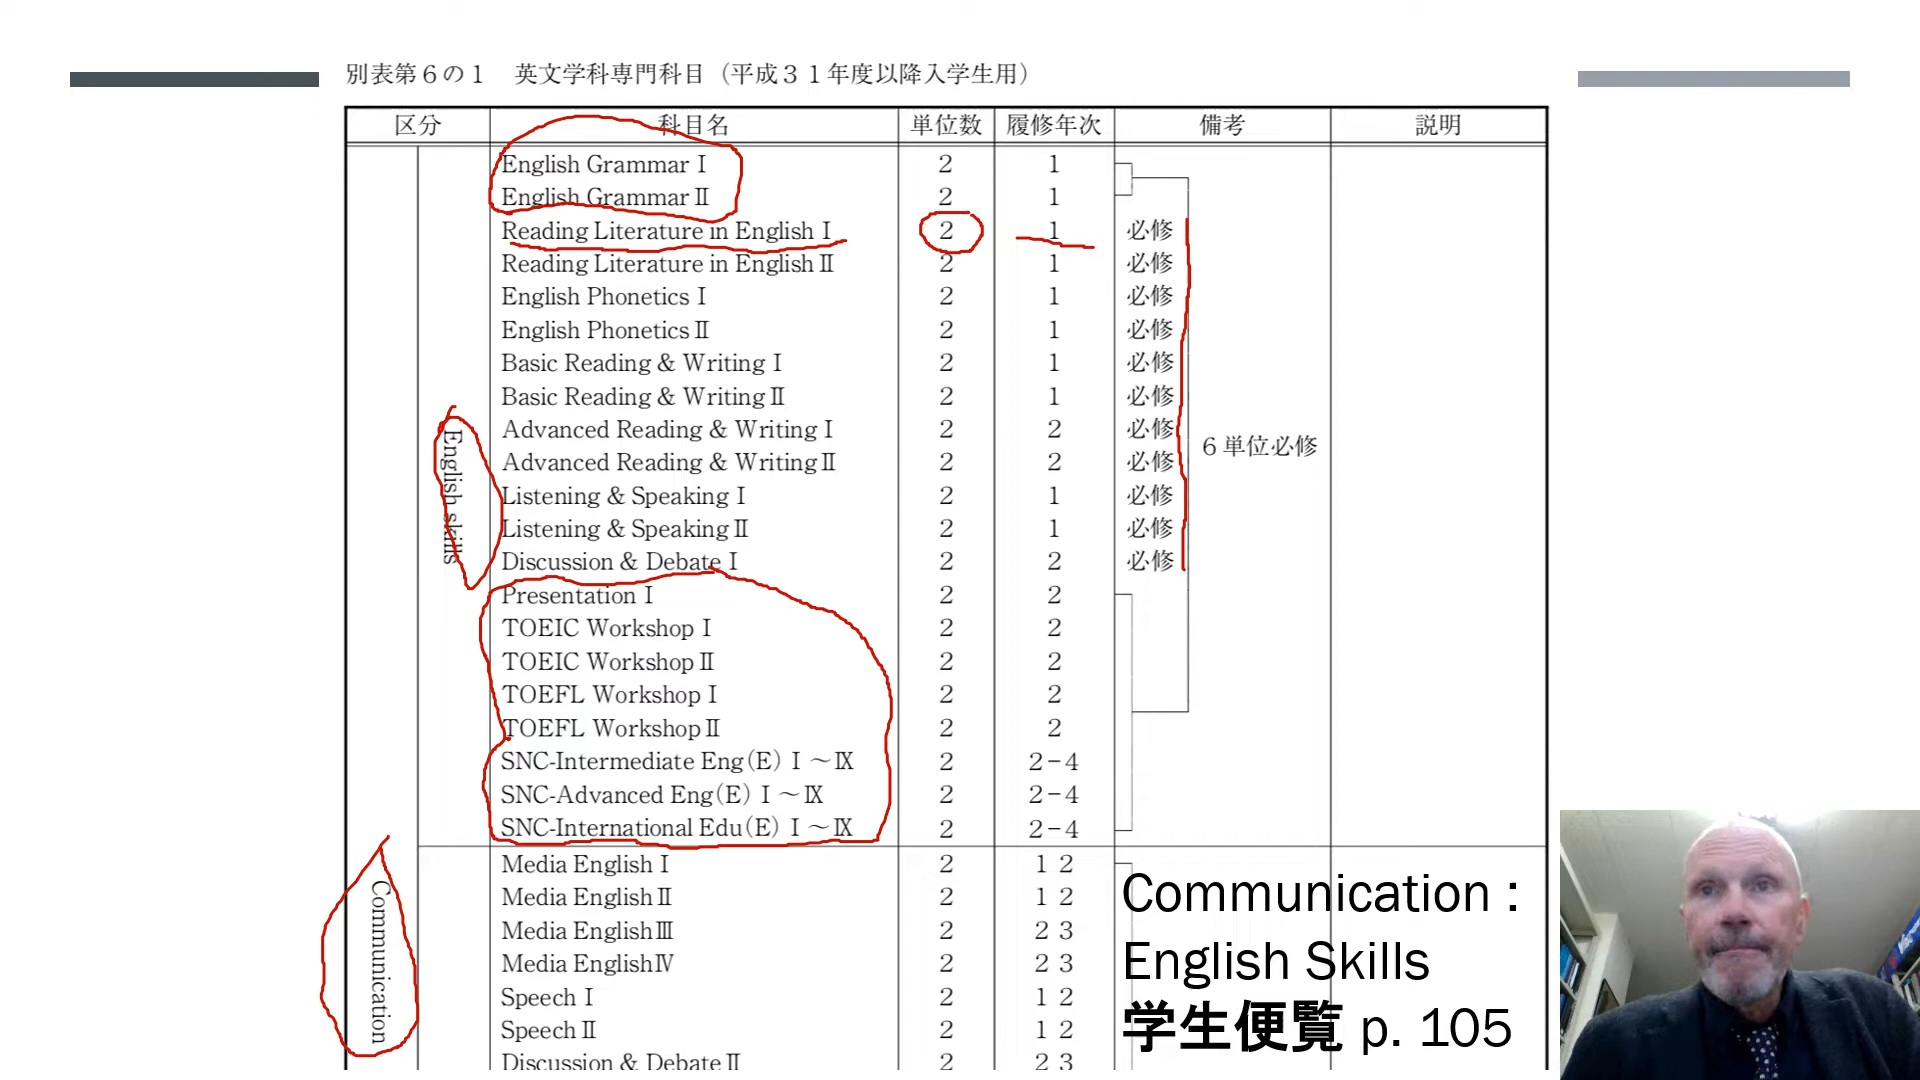 別表第６の１　英文学科専門科目（平成３１年度以降入学生用）
区分 科目名 単位数 履修年次 備考 説明
English Grammar Ⅰ 2 1
English Grammar Ⅱ 2 1
Reading Literature in English Ⅰ 2 1 必修
Reading Literature in English Ⅱ 2 1 必修
English Phonetics Ⅰ 2 1 必修
English Phonetics Ⅱ 2 1 必修
Basic Reading & Writing Ⅰ 2 1 必修
Basic Reading & Writing Ⅱ 2 1 必修
Advanced Reading & Writing Ⅰ 2 2 必修
６単位必修
Advanced Reading & Writing Ⅱ 2 2 必修
Listening & Speaking Ⅰ 2 1 必修
Listening & Speaking Ⅱ 2 1 必修
Discussion & Debate Ⅰ 2 2 必修
English skills
Presentation Ⅰ 2 2
TOEIC Workshop Ⅰ 2 2
TOEIC Workshop Ⅱ 2 2
TOEFL Workshop Ⅰ 2 2
TOEFL Workshop Ⅱ 2 2
SNC-Intermediate Eng(E) Ⅰ～Ⅸ 2 2-4
SNC-Advanced Eng(E) Ⅰ～Ⅸ 2 2-4
SNC-International Edu(E) Ⅰ～Ⅸ 2 2-4
Communication
Media English Ⅰ 2 1 2
Media English Ⅱ 2 1 2
Media English Ⅲ 2 2 3
Media English Ⅳ 2 2 3
Speech Ⅰ 2 1 2
Speech Ⅱ 2 1 2
Discussion & Debate Ⅱ 2 2 3
Communication :
English Skills
学生便覧 p. 105